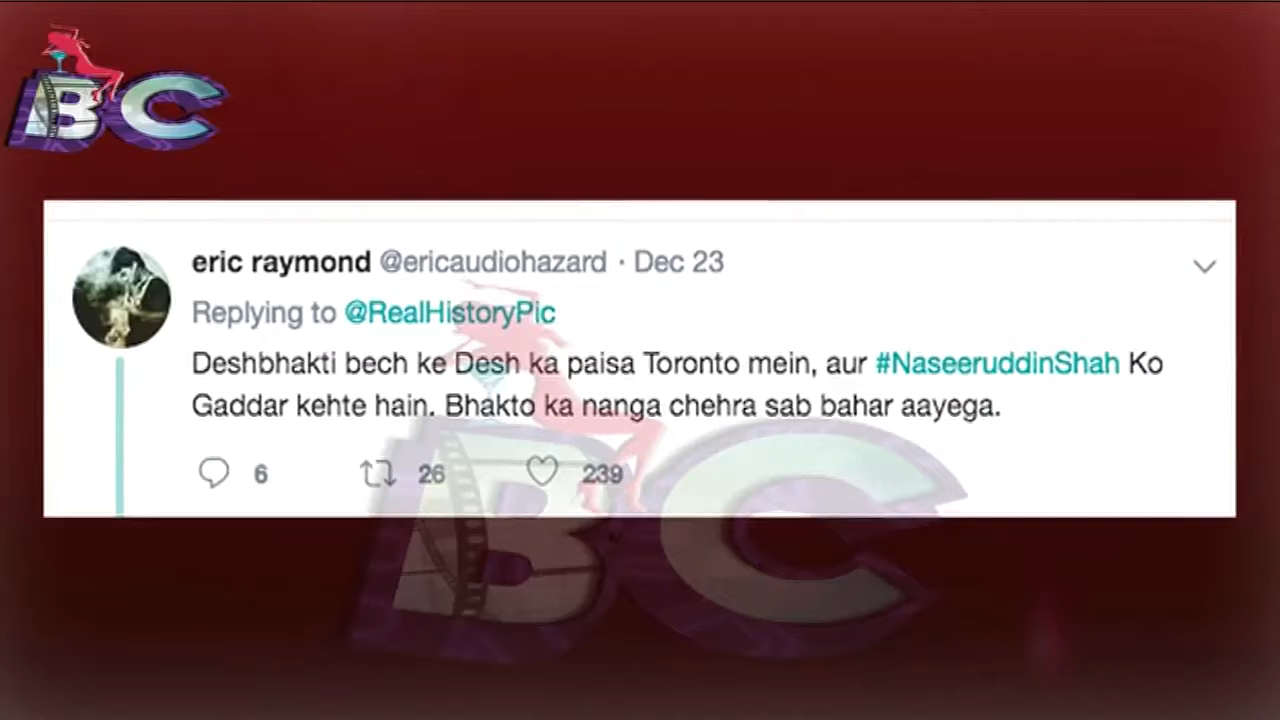 BC
eric raymond @ericaudiohazard · Dec 23
Replying to @RealHistoryPic
Deshbhakti bech ke Desh ka paisa Toronto mein, aur #NaseeruddinShah Ko
Gaddar kehte hain. Bhakto ka nanga chehra sab bahar aayega.
6 26 239
BC